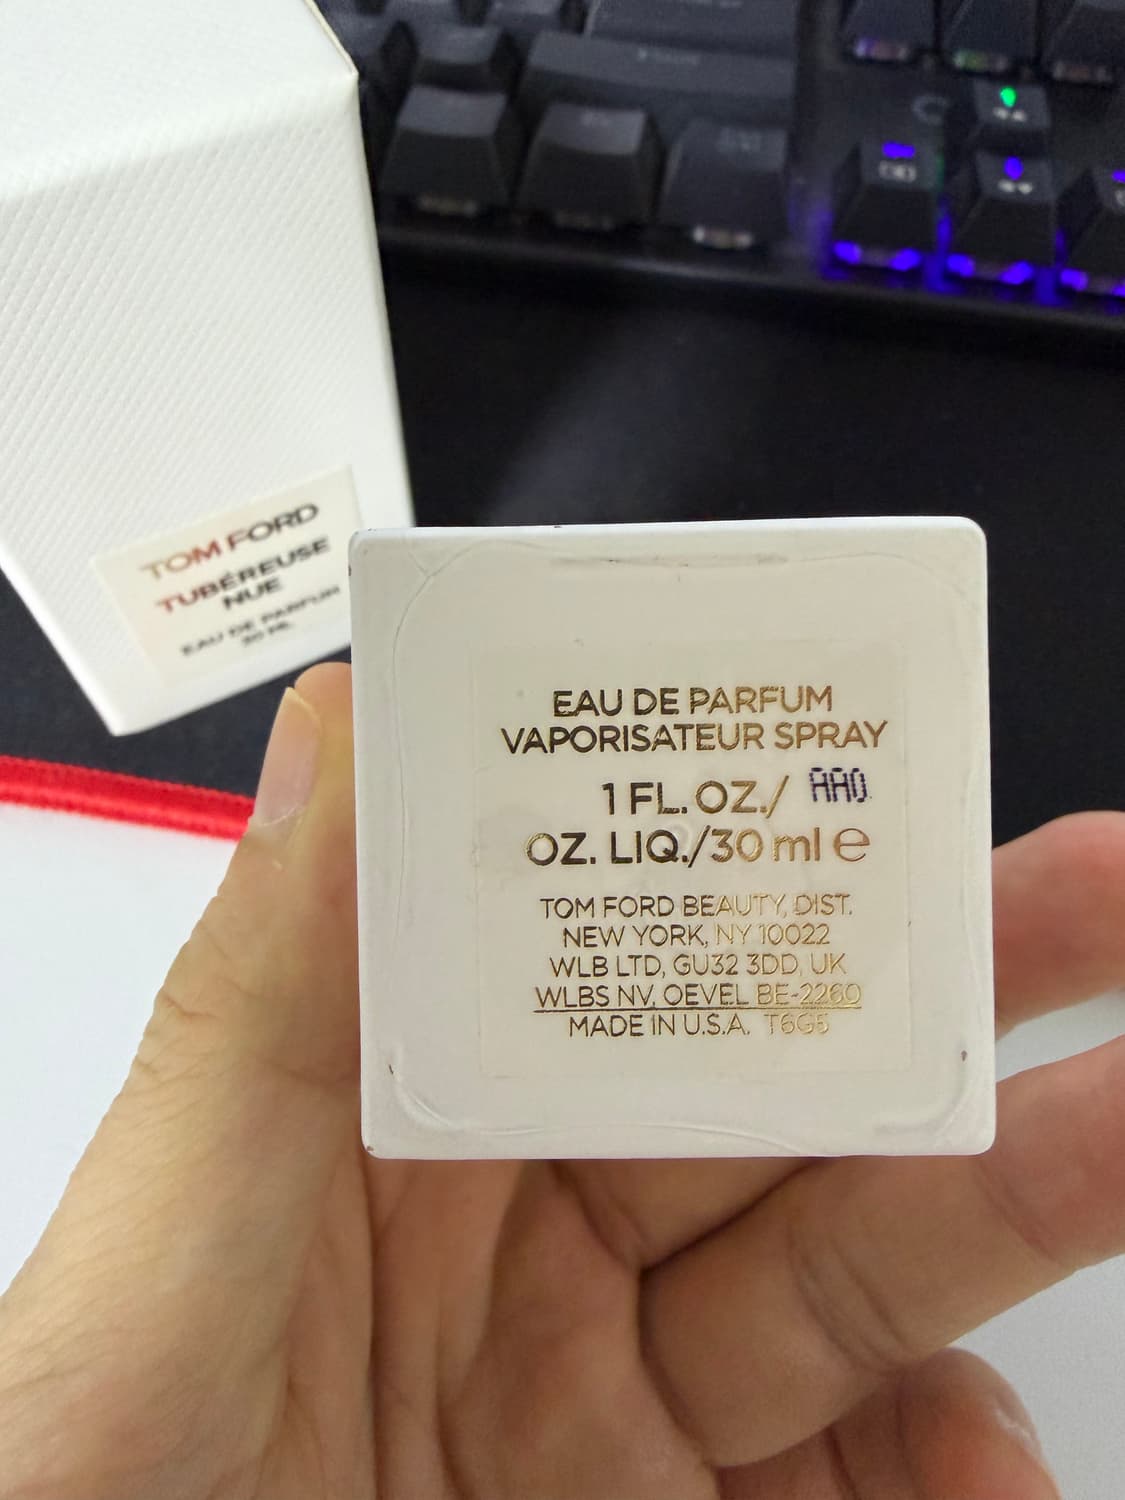 TOM FORD
TUBÉREUSE
NUE
EAU DE PARFUM
30 ML
EAU DE PARFUM
VAPORISATEUR SPRAY
1 FL. OZ./
OZ. LIQ./30 ml e
TOM FORD BEAUTY, DIST.
NEW YORK, NY 10022
WLB LTD, GU32 3DD, UK
WLBS NV, OEVEL BE-2260
MADE IN U.S.A. T6G5